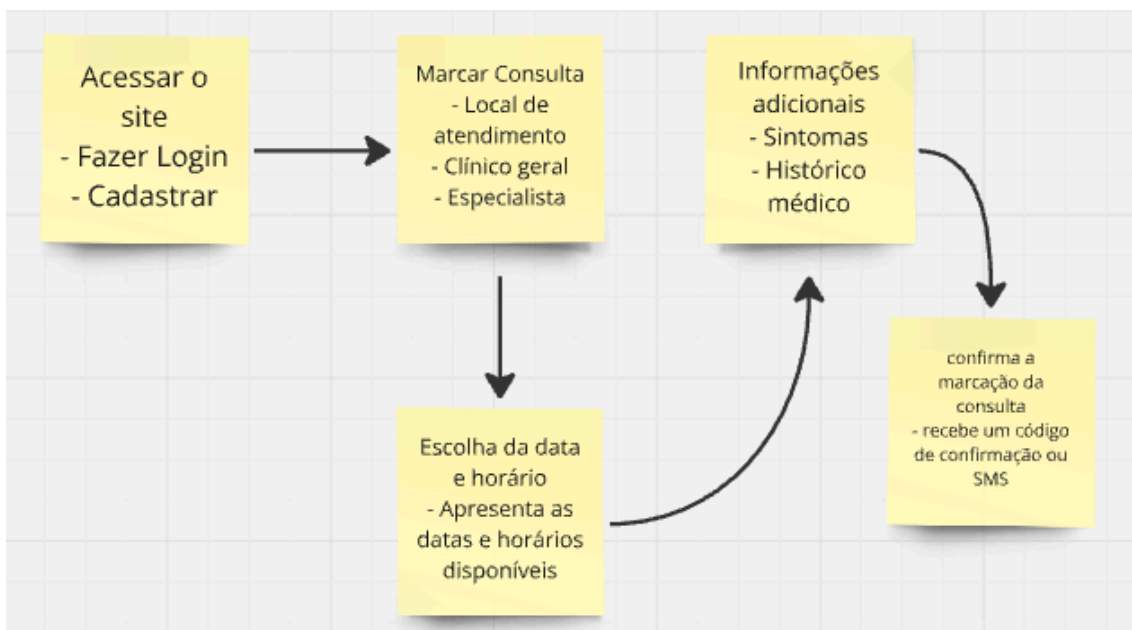 Acessar o
site
- Fazer Login
- Cadastrar
Marcar Consulta
- Local de
atendimento
- Clínico geral
- Especialista
Escolha da data
e horário
- Apresenta as
datas e horários
disponíveis
Informações
adicionais
- Sintomas
- Histórico
médico
confirma a
marcação da
consulta
- recebe um código
de confirmação ou
SMS